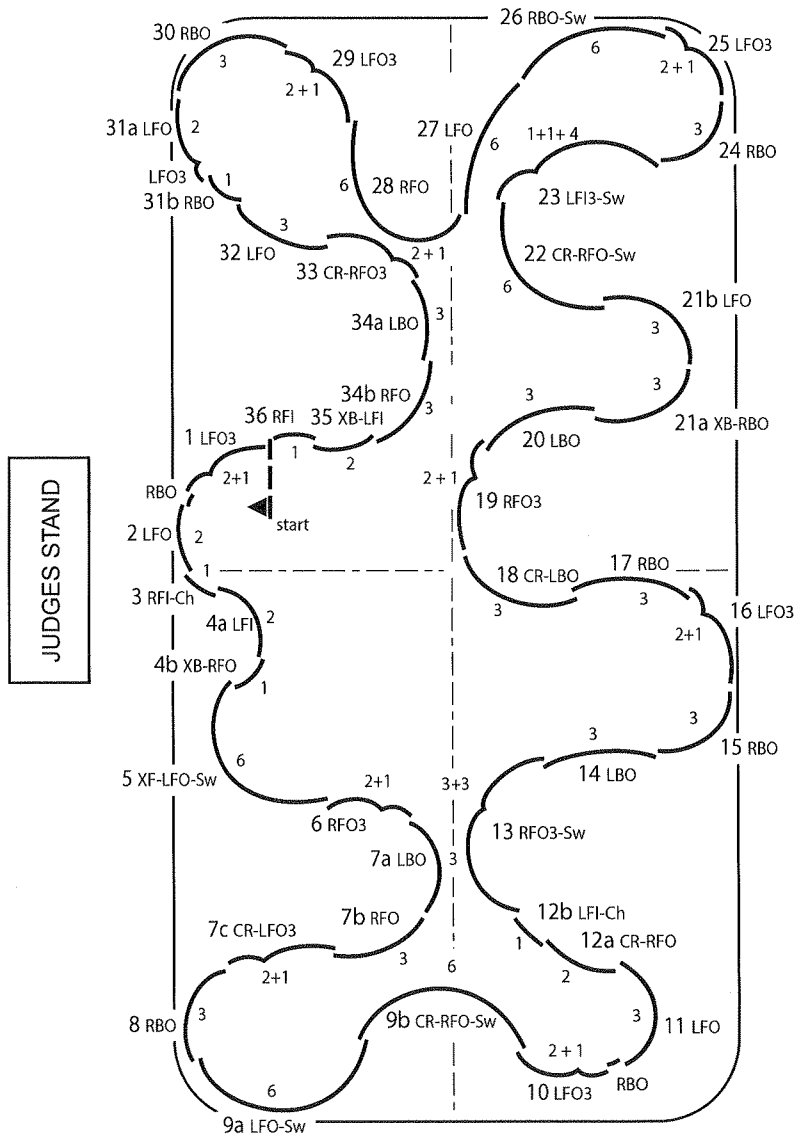 26 RBO-Sw
30 RBO
6
25 LFO3
3
29 LFO3
2 + 1
2 + 1
31a LFO
2
27 LFO
6
1+1+ 4
3
24 RBO
LFO3
1
6
28 RFO
23 LFI3-Sw
31b RBO
3
32 LFO
2 + 1
22 CR-RFO-Sw
33 CR-RFO3
6
21b LFO
34a LBO
3
3
34b RFO
3
3
3
36 RFI
35 XB-LFI
20 LBO
21a XB-RBO
1 LFO3
1
2
2+1
2 + 1
RBO
19 RFO3
start
2 LFO
2
JUDGES STAND
1
18 CR-LBO
17 RBO
3 RFI-Ch
3
3
16 LFO3
4a LFI
2
2+1
4b XB-RFO
1
3
3
15 RBO
6
5 XF-LFO-Sw
2+1
3+3
14 LBO
6 RFO3
13 RFO3-Sw
7a LBO
3
7b RFO
12b LFI-Ch
7c CR-LFO3
1
12a CR-RFO
3
2+1
6
2
8 RBO
3
9b CR-RFO-Sw
3
11 LFO
2 + 1
6
10 LFO3
RBO
9a LFO-Sw